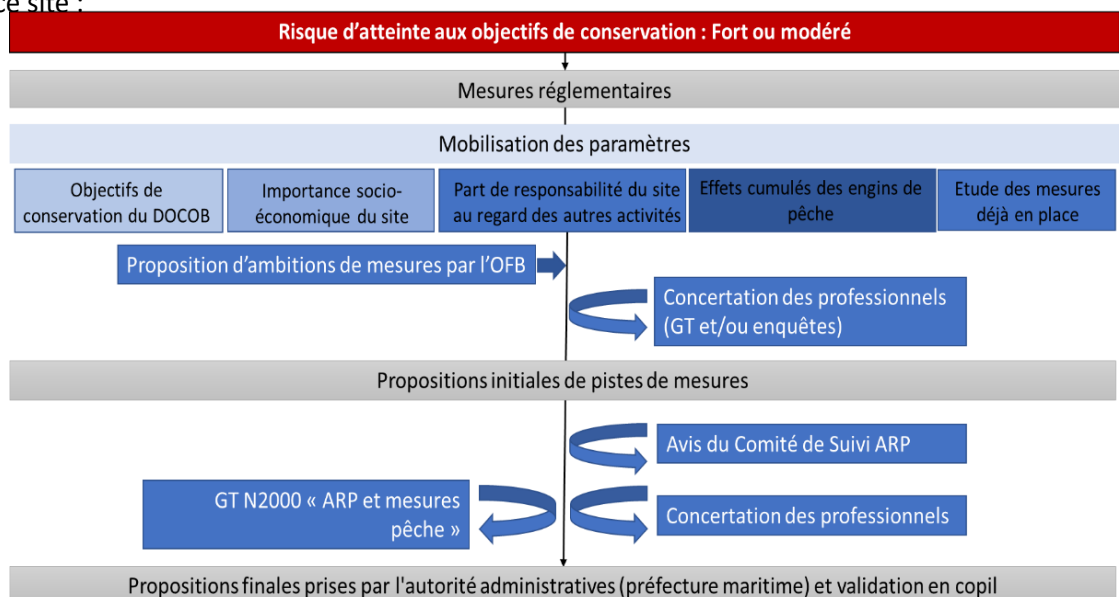 ce site :
Risque d'atteinte aux objectifs de conservation : Fort ou modéré
Mesures réglementaires
Mobilisation des paramètres
Objectifs de
conservation du DOCOB
Importance socio-
économique du site
Part de responsabilité du site
au regard des autres activités
Effets cumulés des engins de
pêche
Etude des mesures
déjà en place
Proposition d'ambitions de mesures par l'OFB
Concertation des professionnels
(GT et/ou enquêtes)
Propositions initiales de pistes de mesures
Avis du Comité de Suivi ARP
GT N2000 « ARP et mesures
pêche »
Concertation des professionnels
Propositions finales prises par l'autorité administratives (préfecture maritime) et validation en copil